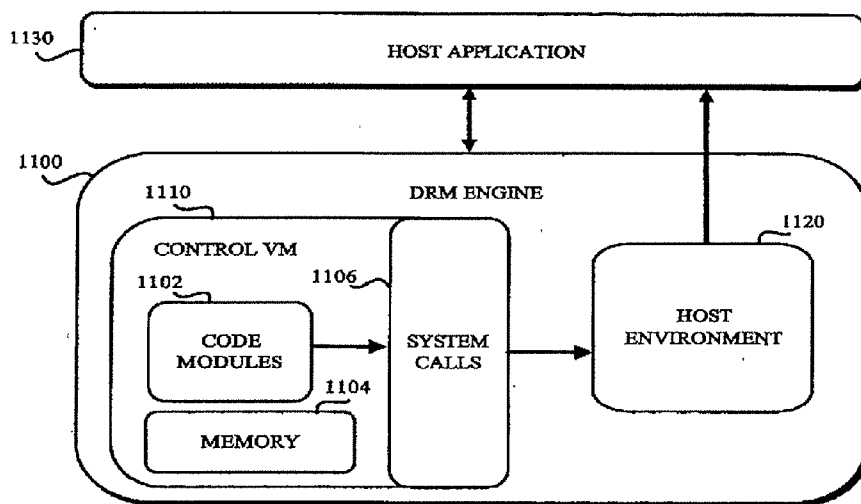 1130
HOST APPLICATION
1100
DRM ENGINE
1110
1120
CONTROL VM
1106
1102
HOST
ENVIRONMENT
CODE
MODULES
SYSTEM
CALLS
1104
MEMORY